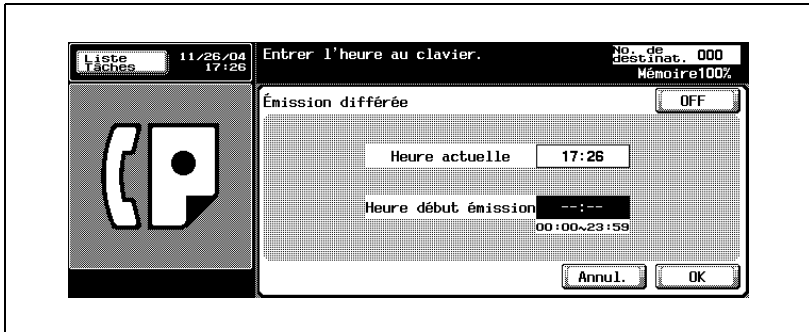 Liste
Tâches
11/26/04
17:26
Entrer l'heure au clavier.
No. de
destinat. 000
Mémoire100%
Émission différée
OFF
Heure actuelle 17:26
Heure début émission --:--
00:00~23:59
Annul. OK